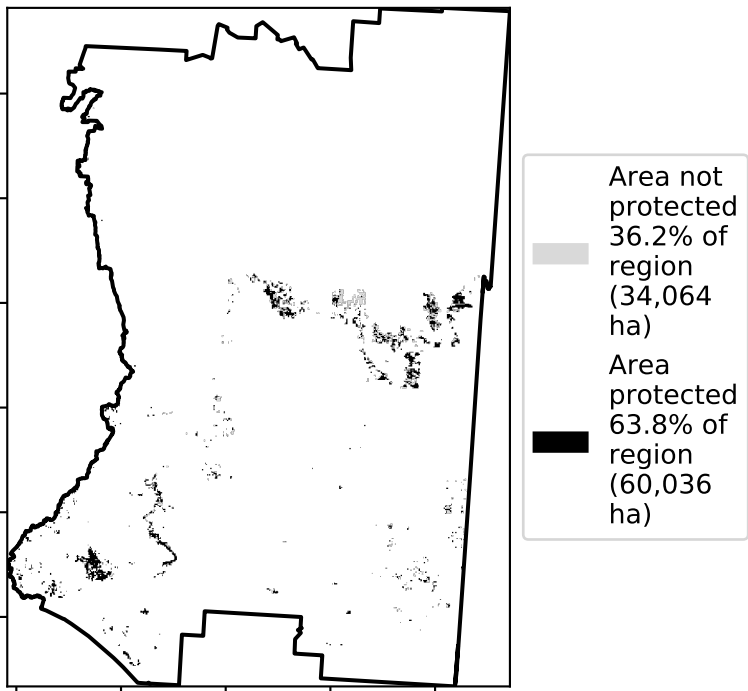 Area not
protected
36.2% of
region
(34,064
ha)
Area
protected
63.8% of
region
(60,036
ha)